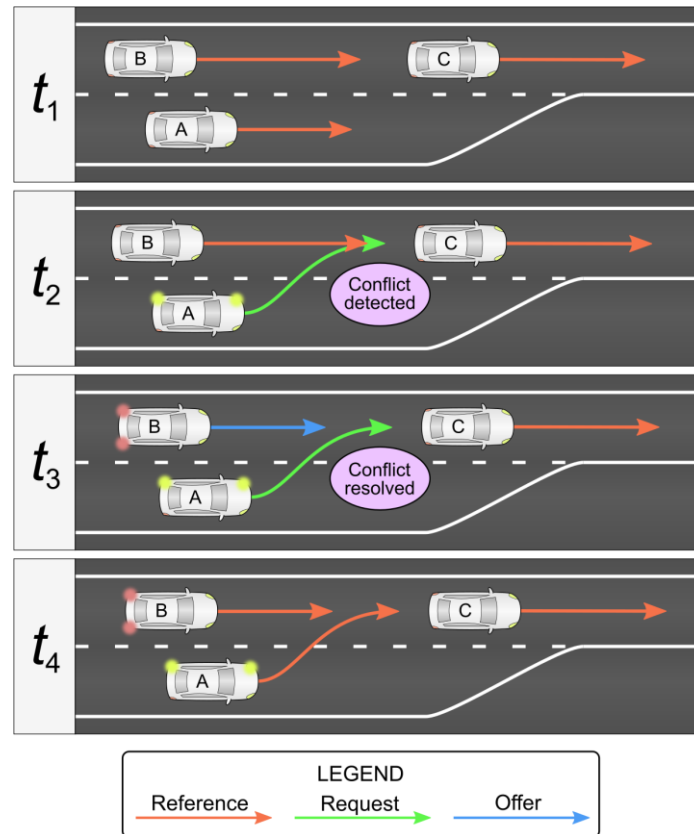 t1
B
C
A
t2
B
C
A
Conflict
detected
t3
B
C
A
Conflict
resolved
t4
B
C
A
LEGEND
Reference Request Offer